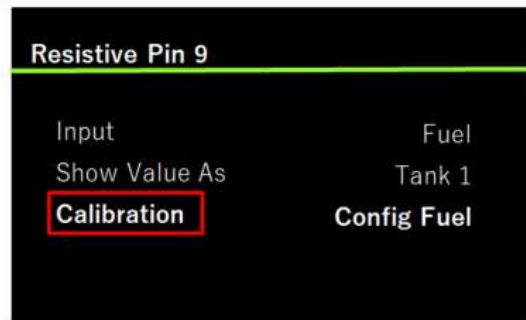 Resistive Pin 9
Input Fuel
Show Value As Tank 1
Calibration Config Fuel